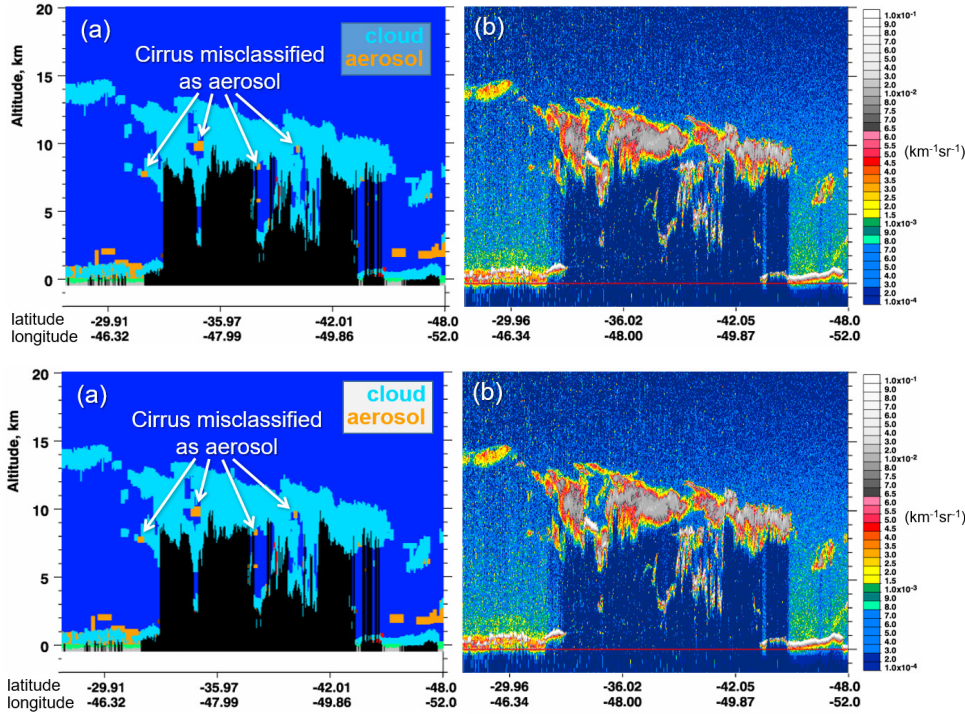 20
15
10
5
0
Altitude, km
(a)
cloud
aerosol
Cirrus misclassified
as aerosol
(b)
1.0x10⁻¹
9.0
8.0
7.0
6.0
5.0
4.0
3.0
2.0
1.0x10⁻²
9.0
8.0
7.0
6.5
6.0
5.5
5.0
4.5
4.0
3.5
3.0
2.5
2.0
1.5
1.0x10⁻³
9.0
8.0
7.0
6.0
5.0
4.0
3.0
2.0
1.0x10⁻⁴
(km⁻¹sr⁻¹)
latitude -29.91 -35.97 -42.01 -48.0 -29.96 -36.02 -42.05 -48.0
longitude -46.32 -47.99 -49.86 -52.0 -46.34 -48.00 -49.87 -52.0
20
15
10
5
0
Altitude, km
(a)
cloud
aerosol
Cirrus misclassified
as aerosol
(b)
1.0x10⁻¹
9.0
8.0
7.0
6.0
5.0
4.0
3.0
2.0
1.0x10⁻²
9.0
8.0
7.0
6.5
6.0
5.5
5.0
4.5
4.0
3.5
3.0
2.5
2.0
1.5
1.0x10⁻³
9.0
8.0
7.0
6.0
5.0
4.0
3.0
2.0
1.0x10⁻⁴
(km⁻¹sr⁻¹)
latitude -29.91 -35.97 -42.01 -48.0 -29.96 -36.02 -42.05 -48.0
longitude -46.32 -47.99 -49.86 -52.0 -46.34 -48.00 -49.87 -52.0